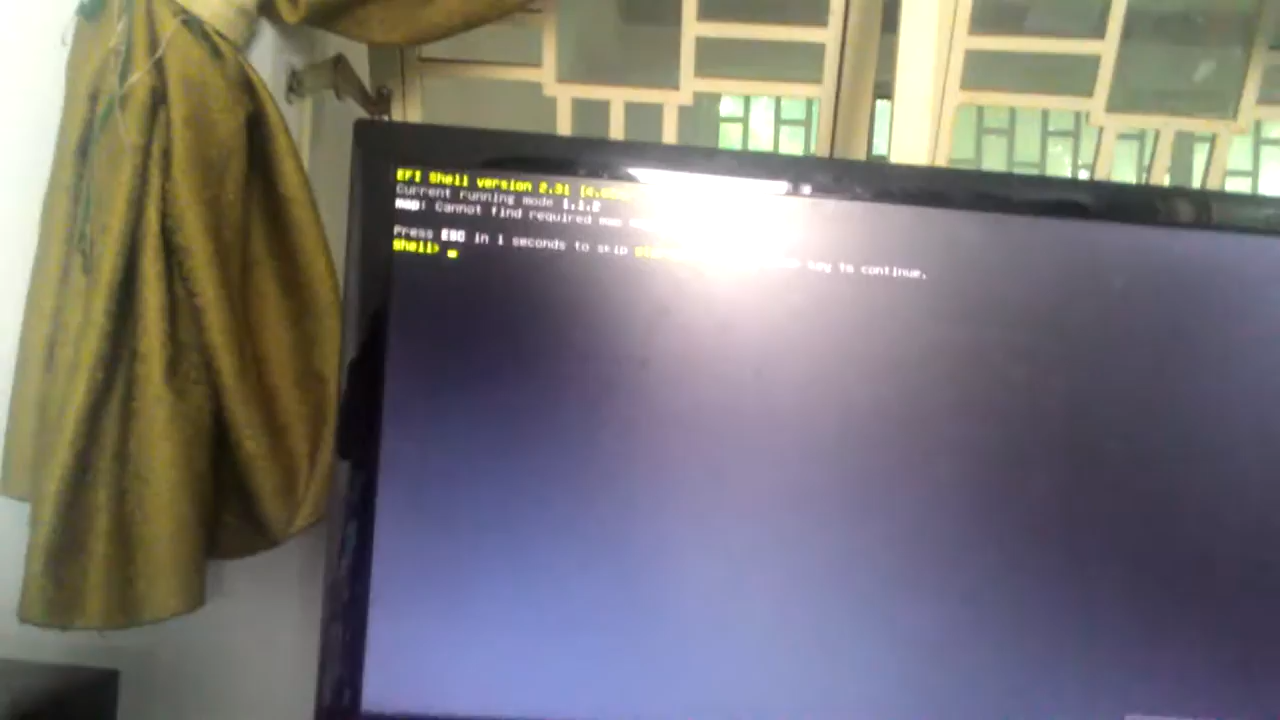 EFI Shell version 2.31 [4.
Current running mode 1.1.2
map: Cannot find required map
Press ESC in 1 seconds to skip key to continue.
Shell>